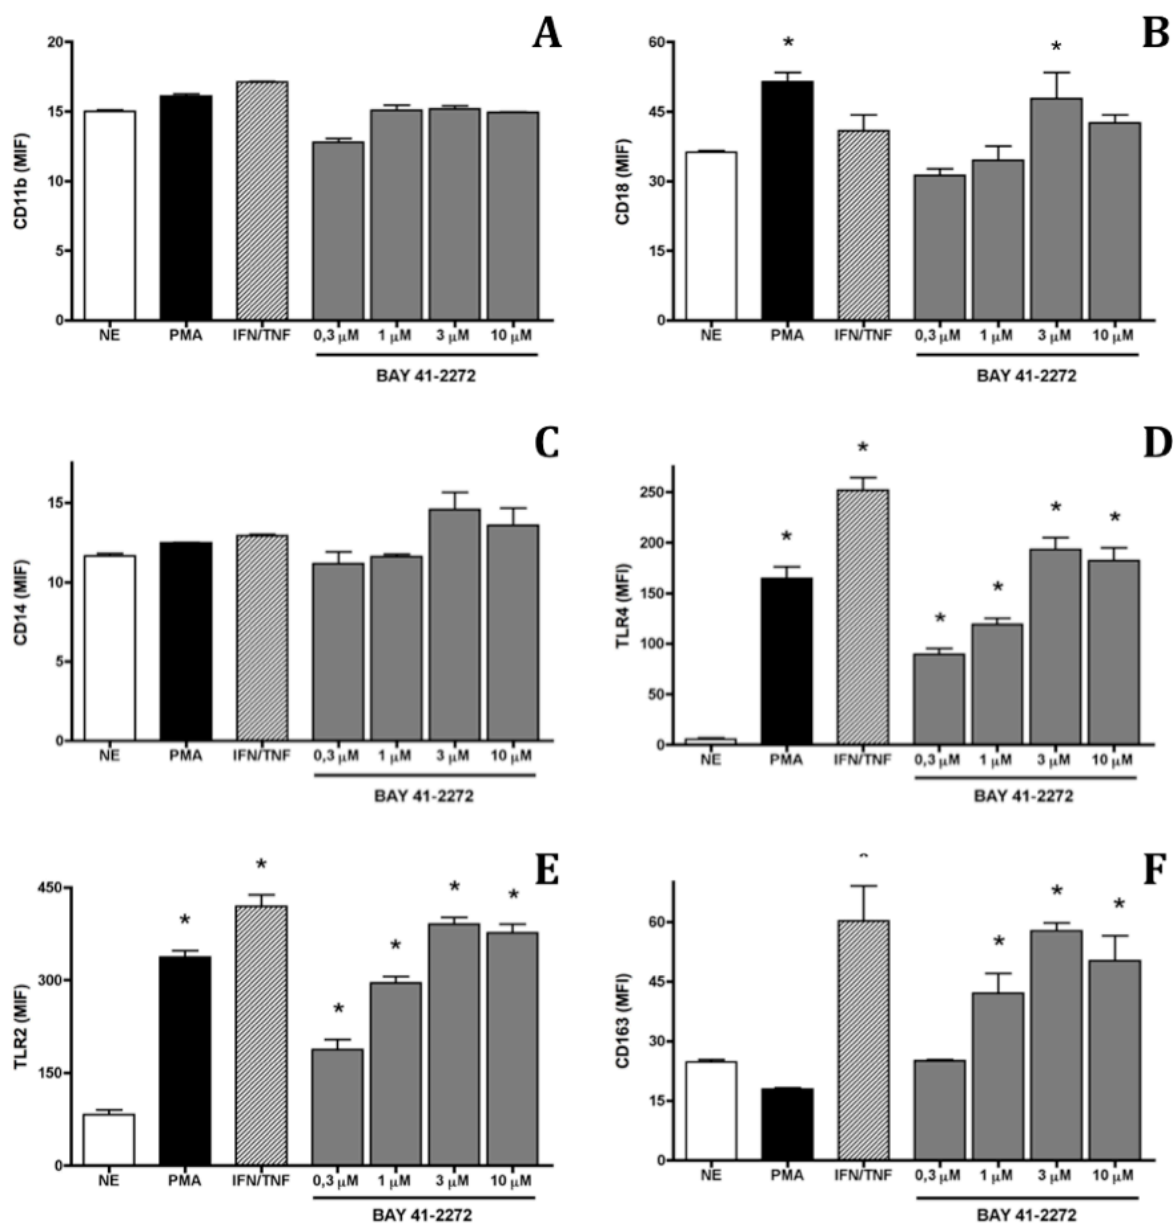 A
20
15
10
5
0
CD11b (MIF)
NE PMA IFN/TNF 0,3 µM 1 µM 3 µM 10 µM
BAY 41-2272
B
60
45
30
15
0
CD18 (MIF)
* *
NE PMA IFN/TNF 0,3 µM 1 µM 3 µM 10 µM
BAY 41-2272
C
15
10
5
0
CD14 (MIF)
NE PMA IFN/TNF 0,3 µM 1 µM 3 µM 10 µM
BAY 41-2272
D
250
200
150
100
50
0
TLR4 (MFI)
* * * * * *
NE PMA IFN/TNF 0,3 µM 1 µM 3 µM 10 µM
BAY 41-2272
E
450
300
150
0
TLR2 (MIF)
* * * * * *
NE PMA IFN/TNF 0,3 µM 1 µM 3 µM 10 µM
BAY 41-2272
F
60
45
30
15
0
CD163 (MFI)
* * *
NE PMA IFN/TNF 0,3 µM 1 µM 3 µM 10 µM
BAY 41-2272